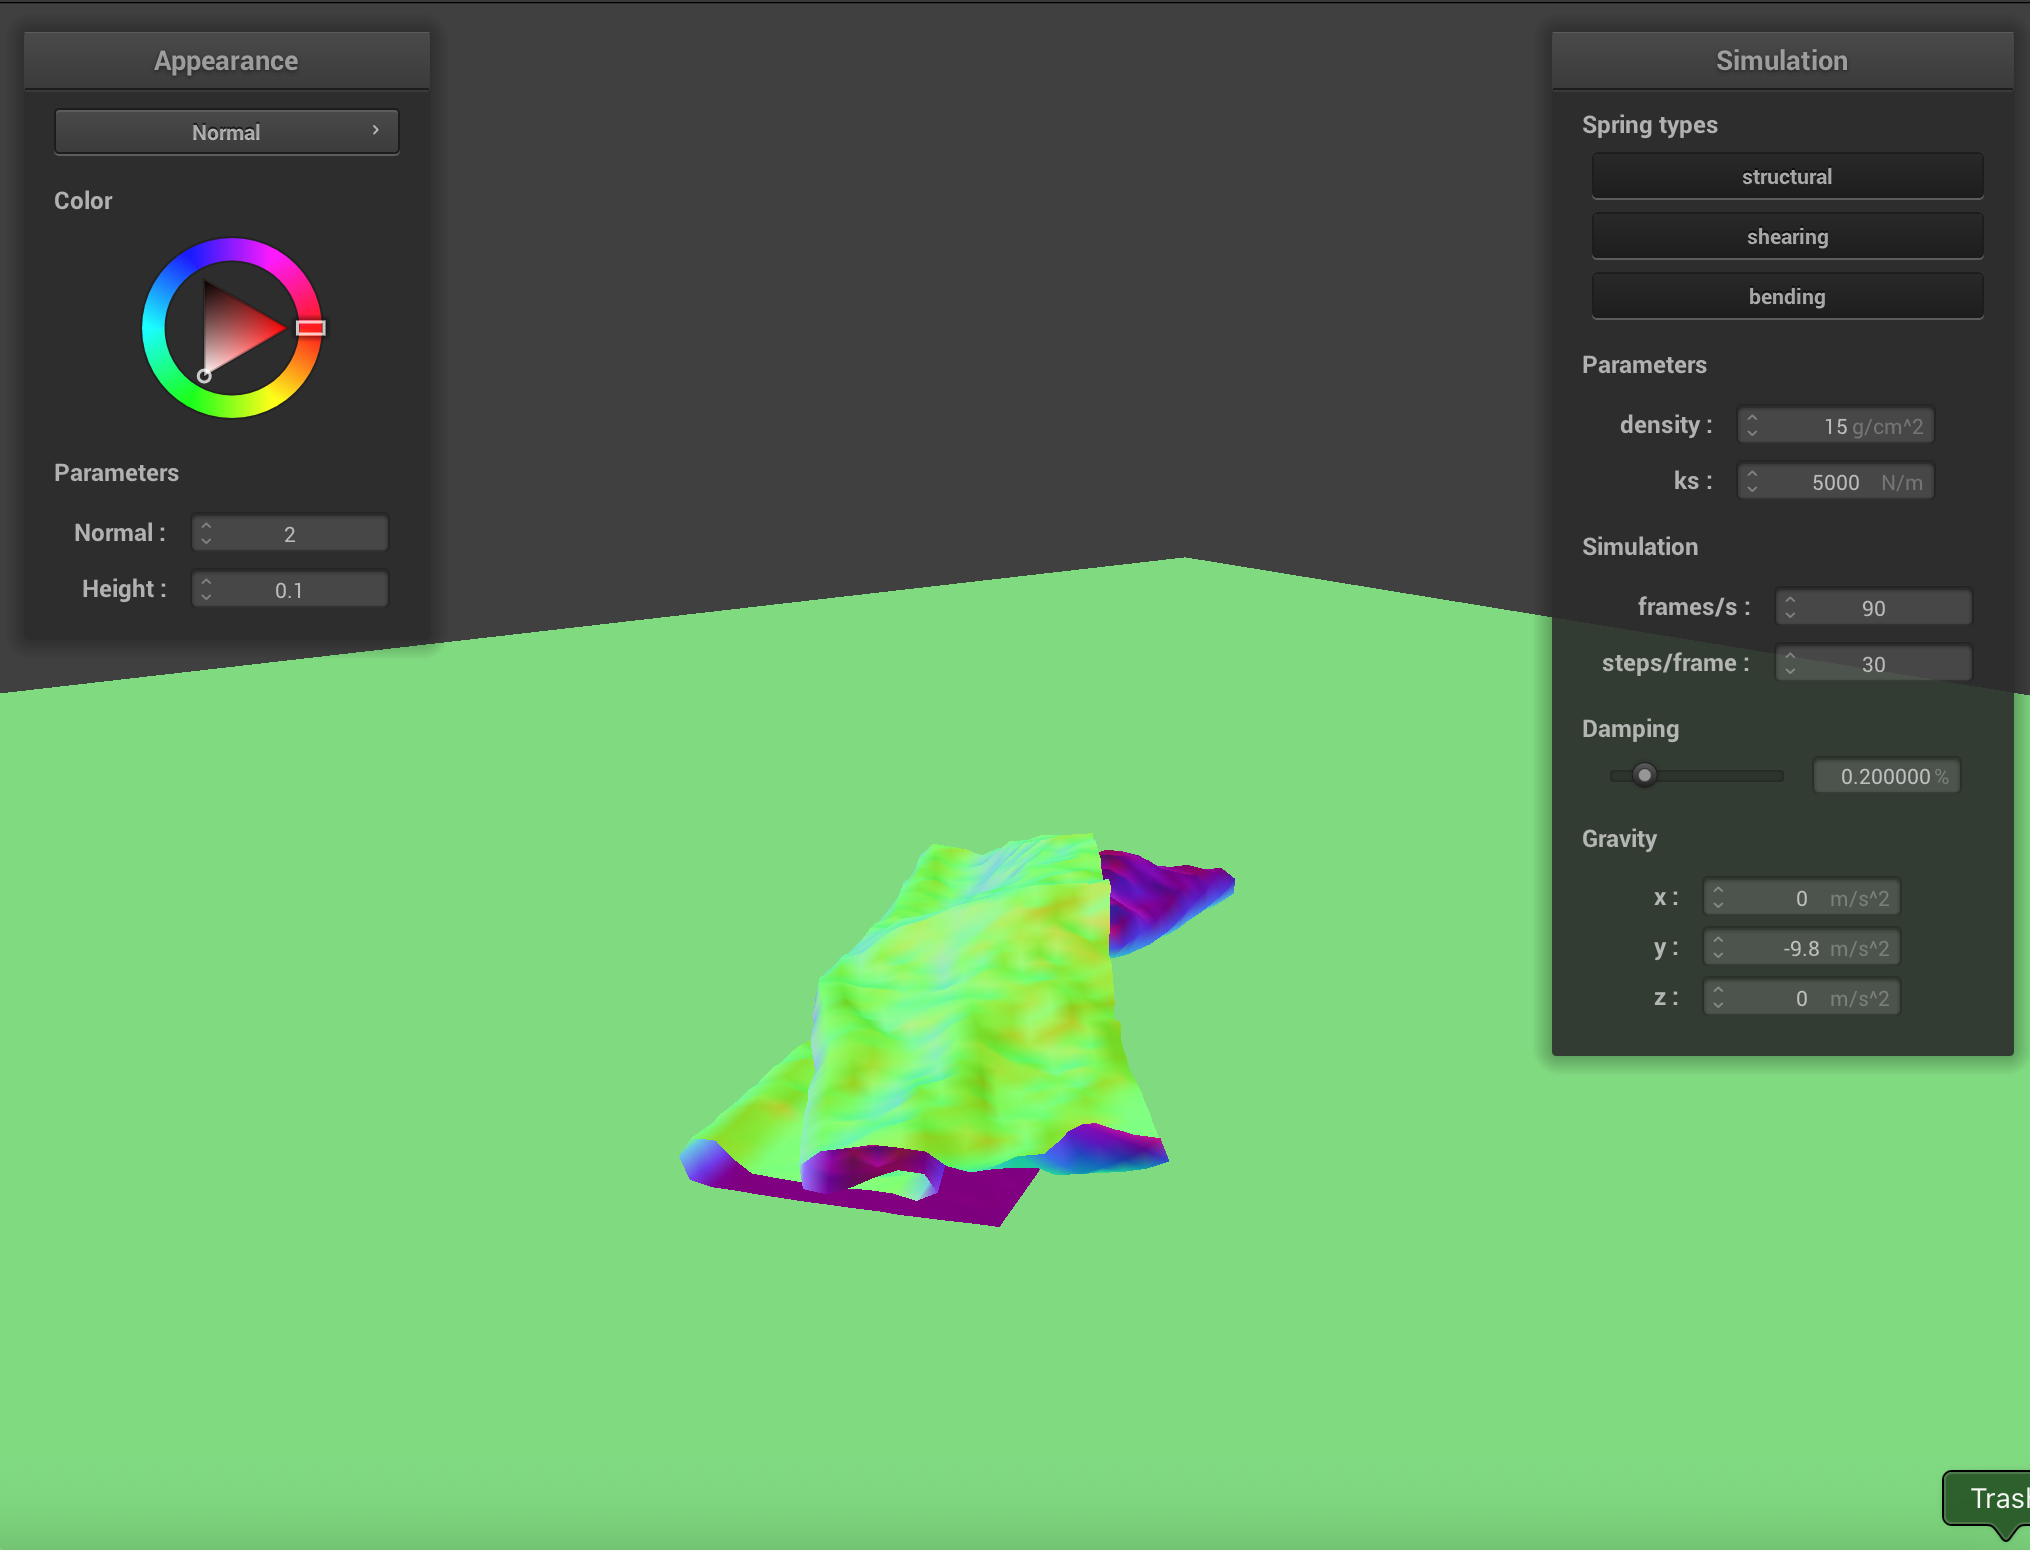 Appearance
Normal
Color
Parameters
Normal : 2
Height : 0.1
Simulation
Spring types
structural
shearing
bending
Parameters
density : 15 g/cm^2
ks : 5000 N/m
Simulation
frames/s : 90
steps/frame : 30
Damping
0.200000 %
Gravity
x : 0 m/s^2
y : -9.8 m/s^2
z : 0 m/s^2